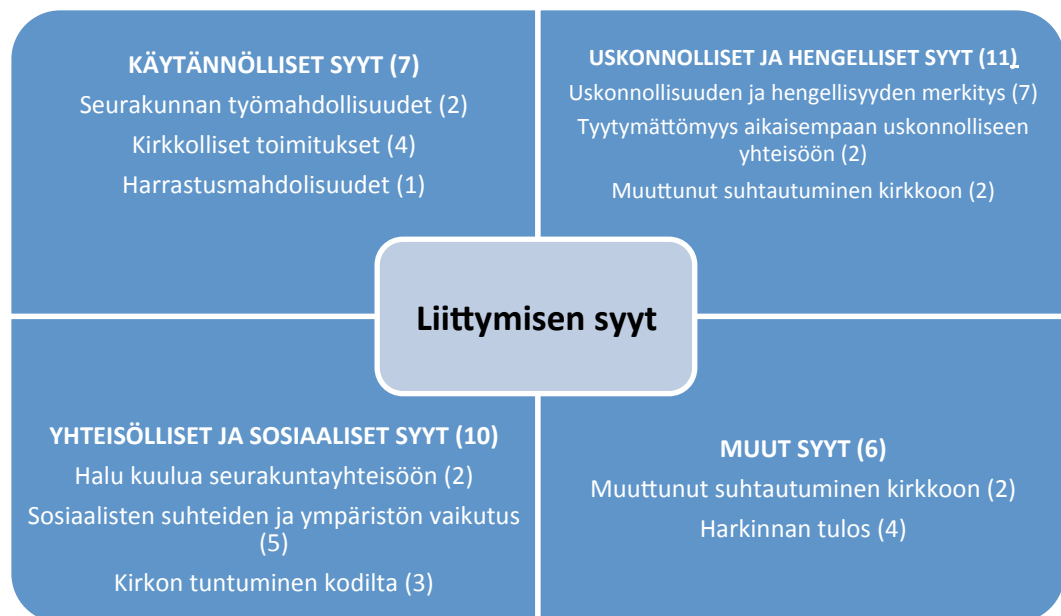 KÄYTÄNNÖLLISET SYYT (7)
Seurakunnan työmahdollisuudet (2)
Kirkkolliset toimitukset (4)
Harrastusmahdolisuudet (1)
USKONNOLLISET JA HENGELLISET SYYT (11)
Uskonnollisuuden ja hengellisyyden merkitys (7)
Tyytymättömyys aikaisempaan uskonnolliseen
yhteisöön (2)
Muuttunut suhtautuminen kirkkoon (2)
Liittymisen syyt
YHTEISÖLLISET JA SOSIAALISET SYYT (10)
Halu kuulua seurakuntayhteisöön (2)
Sosiaalisten suhteiden ja ympäristön vaikutus
(5)
Kirkon tuntuminen kodilta (3)
MUUT SYYT (6)
Muuttunut suhtautuminen kirkkoon (2)
Harkinnan tulos (4)